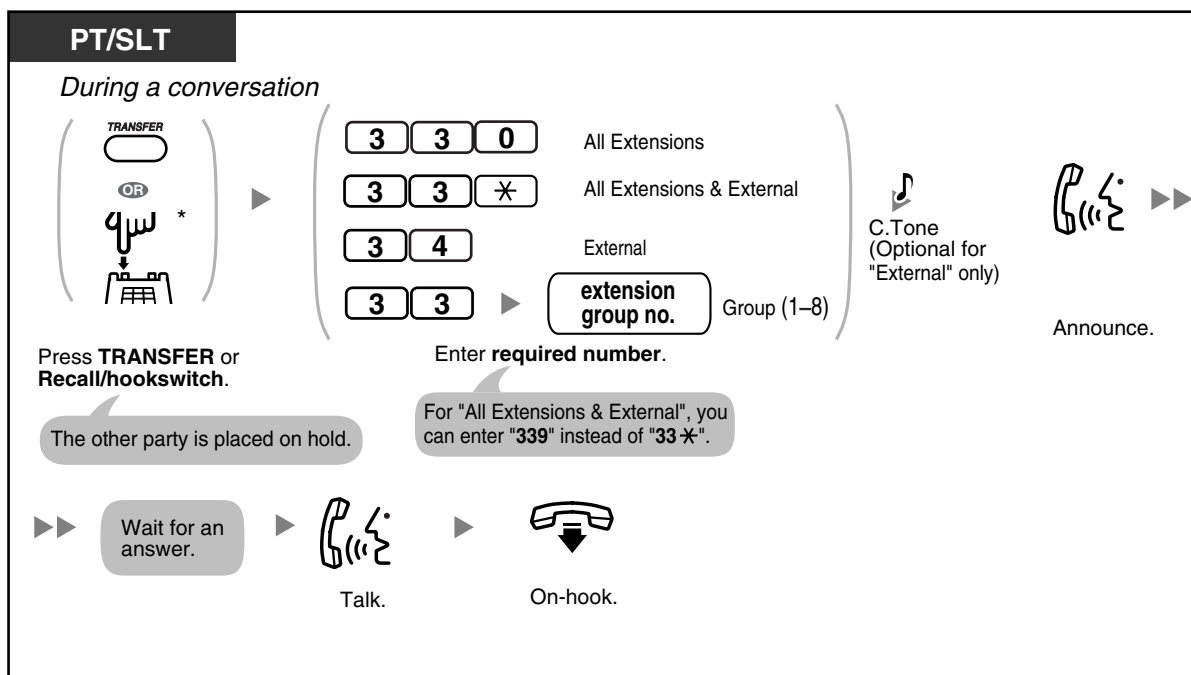 PT/SLT
During a conversation
TRANSFER
OR
*
Press TRANSFER or
Recall/hookswitch.
The other party is placed on hold.
3 3 0 All Extensions
3 3 ✳ All Extensions & External
3 4 External
3 3 extension group no. Group (1–8)
Enter required number.
For "All Extensions & External", you
can enter "339" instead of "33✳".
C.Tone
(Optional for
"External" only)
Announce.
Wait for an
answer.
Talk.
On-hook.